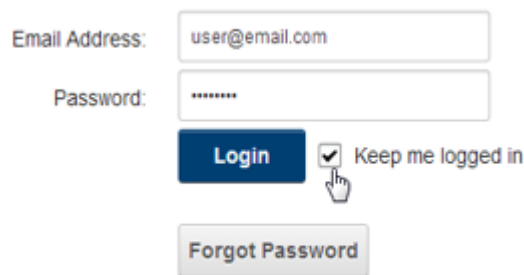 Email Address: user@email.com
Password: ••••••••
Login Keep me logged in
Forgot Password